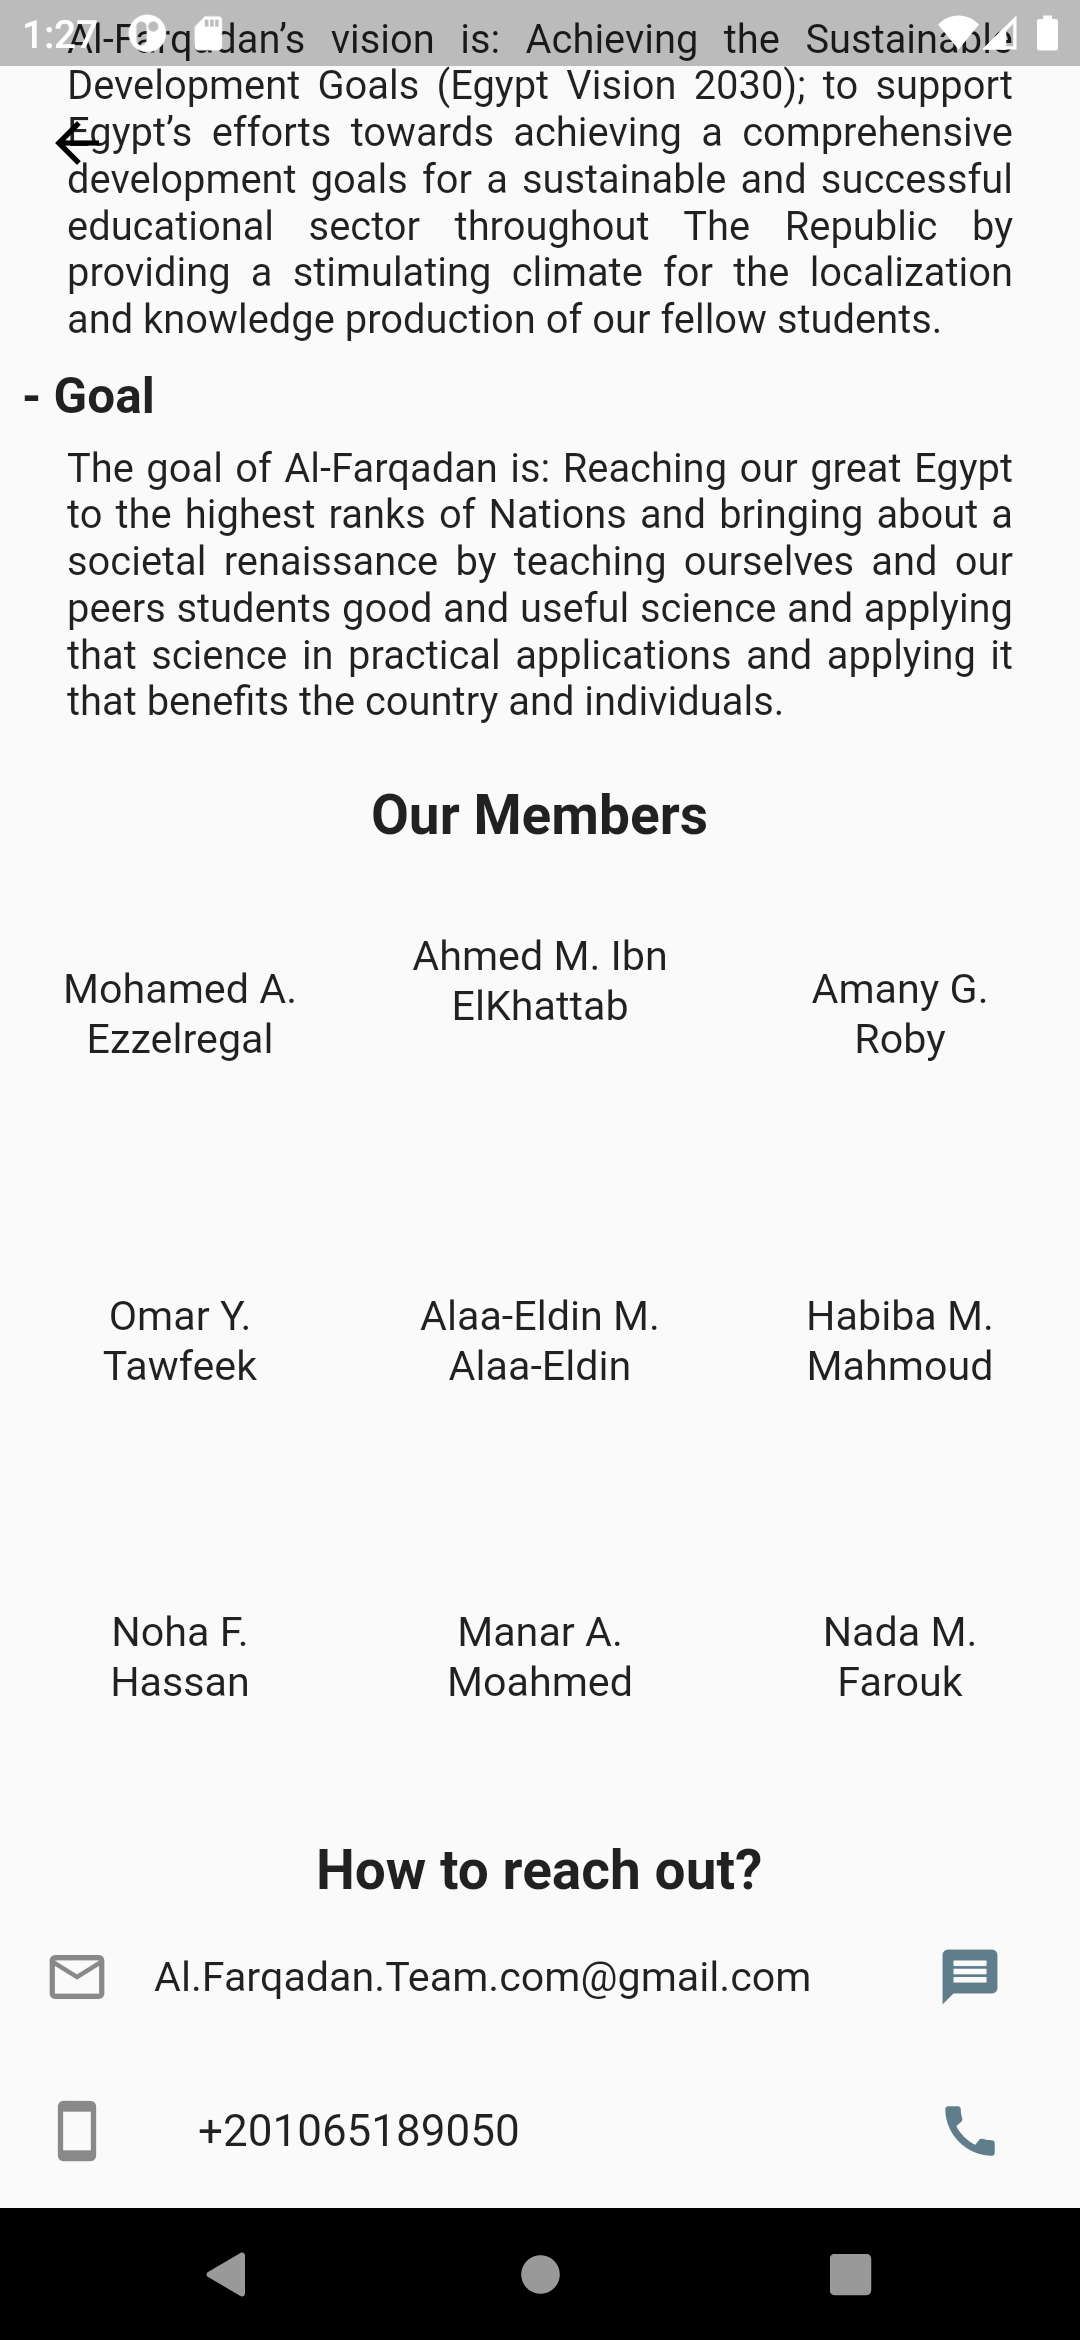 1:27
Al-Farqadan’s vision is: Achieving the Sustainable
Development Goals (Egypt Vision 2030); to support
Egypt’s efforts towards achieving a comprehensive
development goals for a sustainable and successful
educational sector throughout The Republic by
providing a stimulating climate for the localization
and knowledge production of our fellow students.
- Goal
The goal of Al-Farqadan is: Reaching our great Egypt
to the highest ranks of Nations and bringing about a
societal renaissance by teaching ourselves and our
peers students good and useful science and applying
that science in practical applications and applying it
that benefits the country and individuals.
Our Members
Mohamed A.
Ezzelregal
Ahmed M. Ibn
ElKhattab
Amany G.
Roby
Omar Y.
Tawfeek
Alaa-Eldin M.
Alaa-Eldin
Habiba M.
Mahmoud
Noha F.
Hassan
Manar A.
Moahmed
Nada M.
Farouk
How to reach out?
Al.Farqadan.Team.com@gmail.com
+201065189050